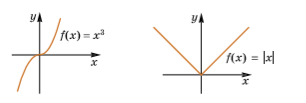 y
f(x) = x³
x
y
f(x) = |x|
x